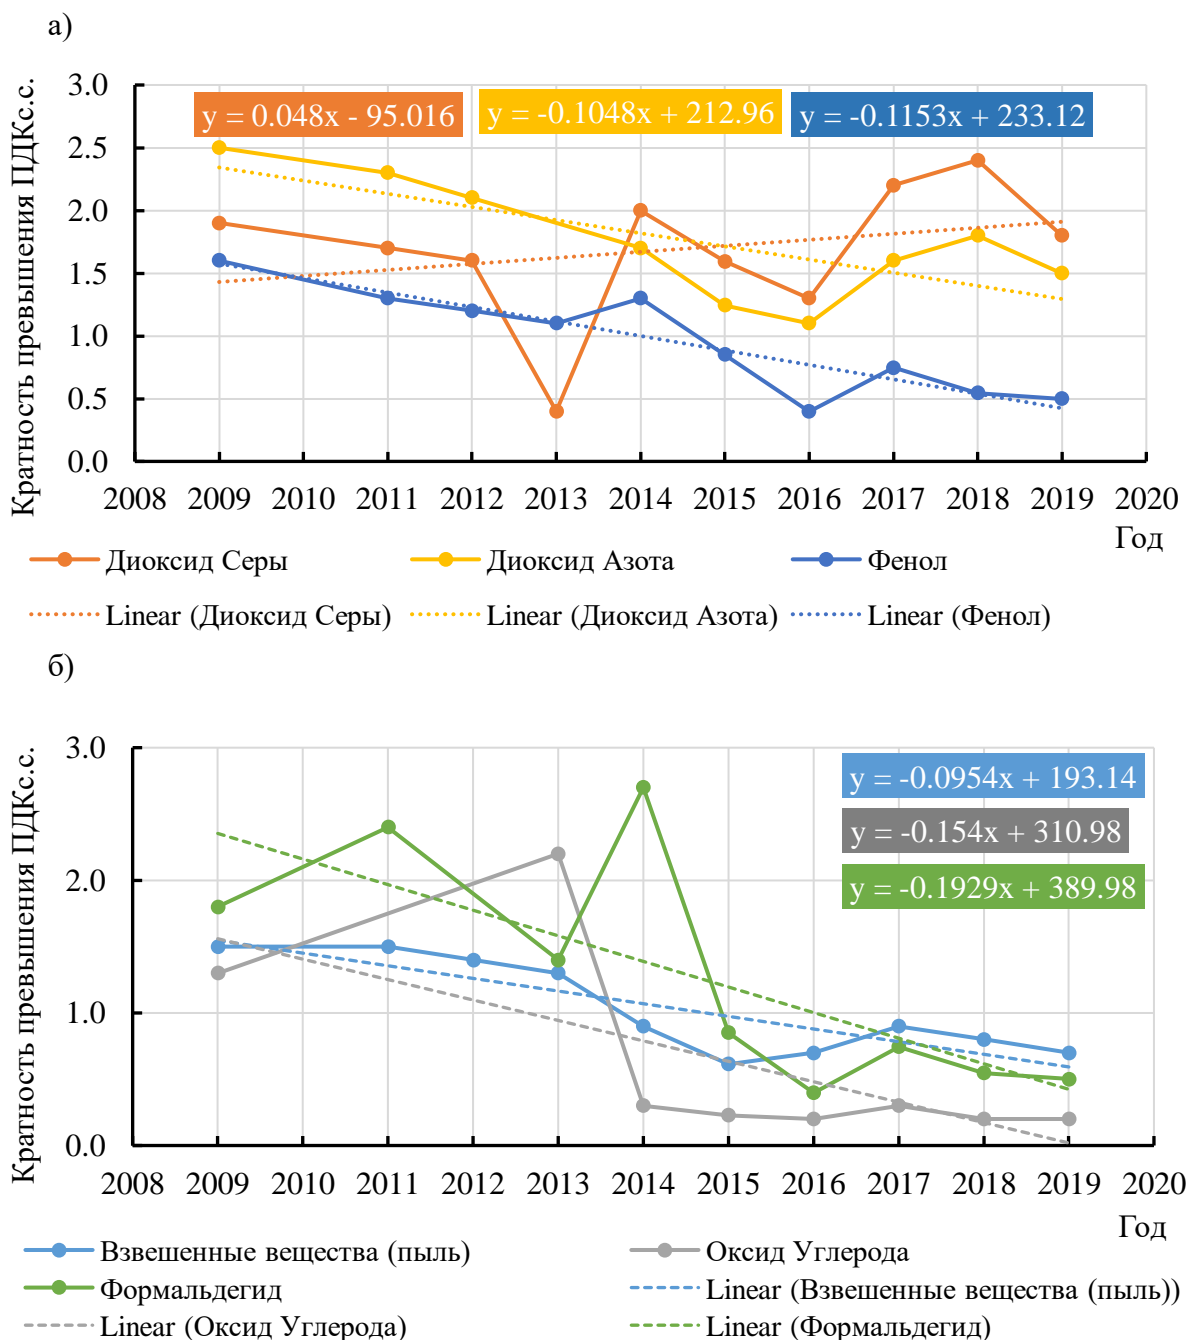 а)
Кратность превышения ПДКс.с.
3.0
2.5
2.0
1.5
1.0
0.5
0.0
y = 0.048x - 95.016
y = -0.1048x + 212.96
y = -0.1153x + 233.12
2008 2009 2010 2011 2012 2013 2014 2015 2016 2017 2018 2019 2020
Год
Диоксид Серы Диоксид Азота Фенол
Linear (Диоксид Серы) Linear (Диоксид Азота) Linear (Фенол)
б)
Кратность превышения ПДКс.с.
3.0
2.0
1.0
0.0
y = -0.0954x + 193.14
y = -0.154x + 310.98
y = -0.1929x + 389.98
2008 2009 2010 2011 2012 2013 2014 2015 2016 2017 2018 2019 2020
Год
Взвешенные вещества (пыль) Оксид Углерода
Формальдегид Linear (Взвешенные вещества (пыль))
Linear (Оксид Углерода) Linear (Формальдегид)